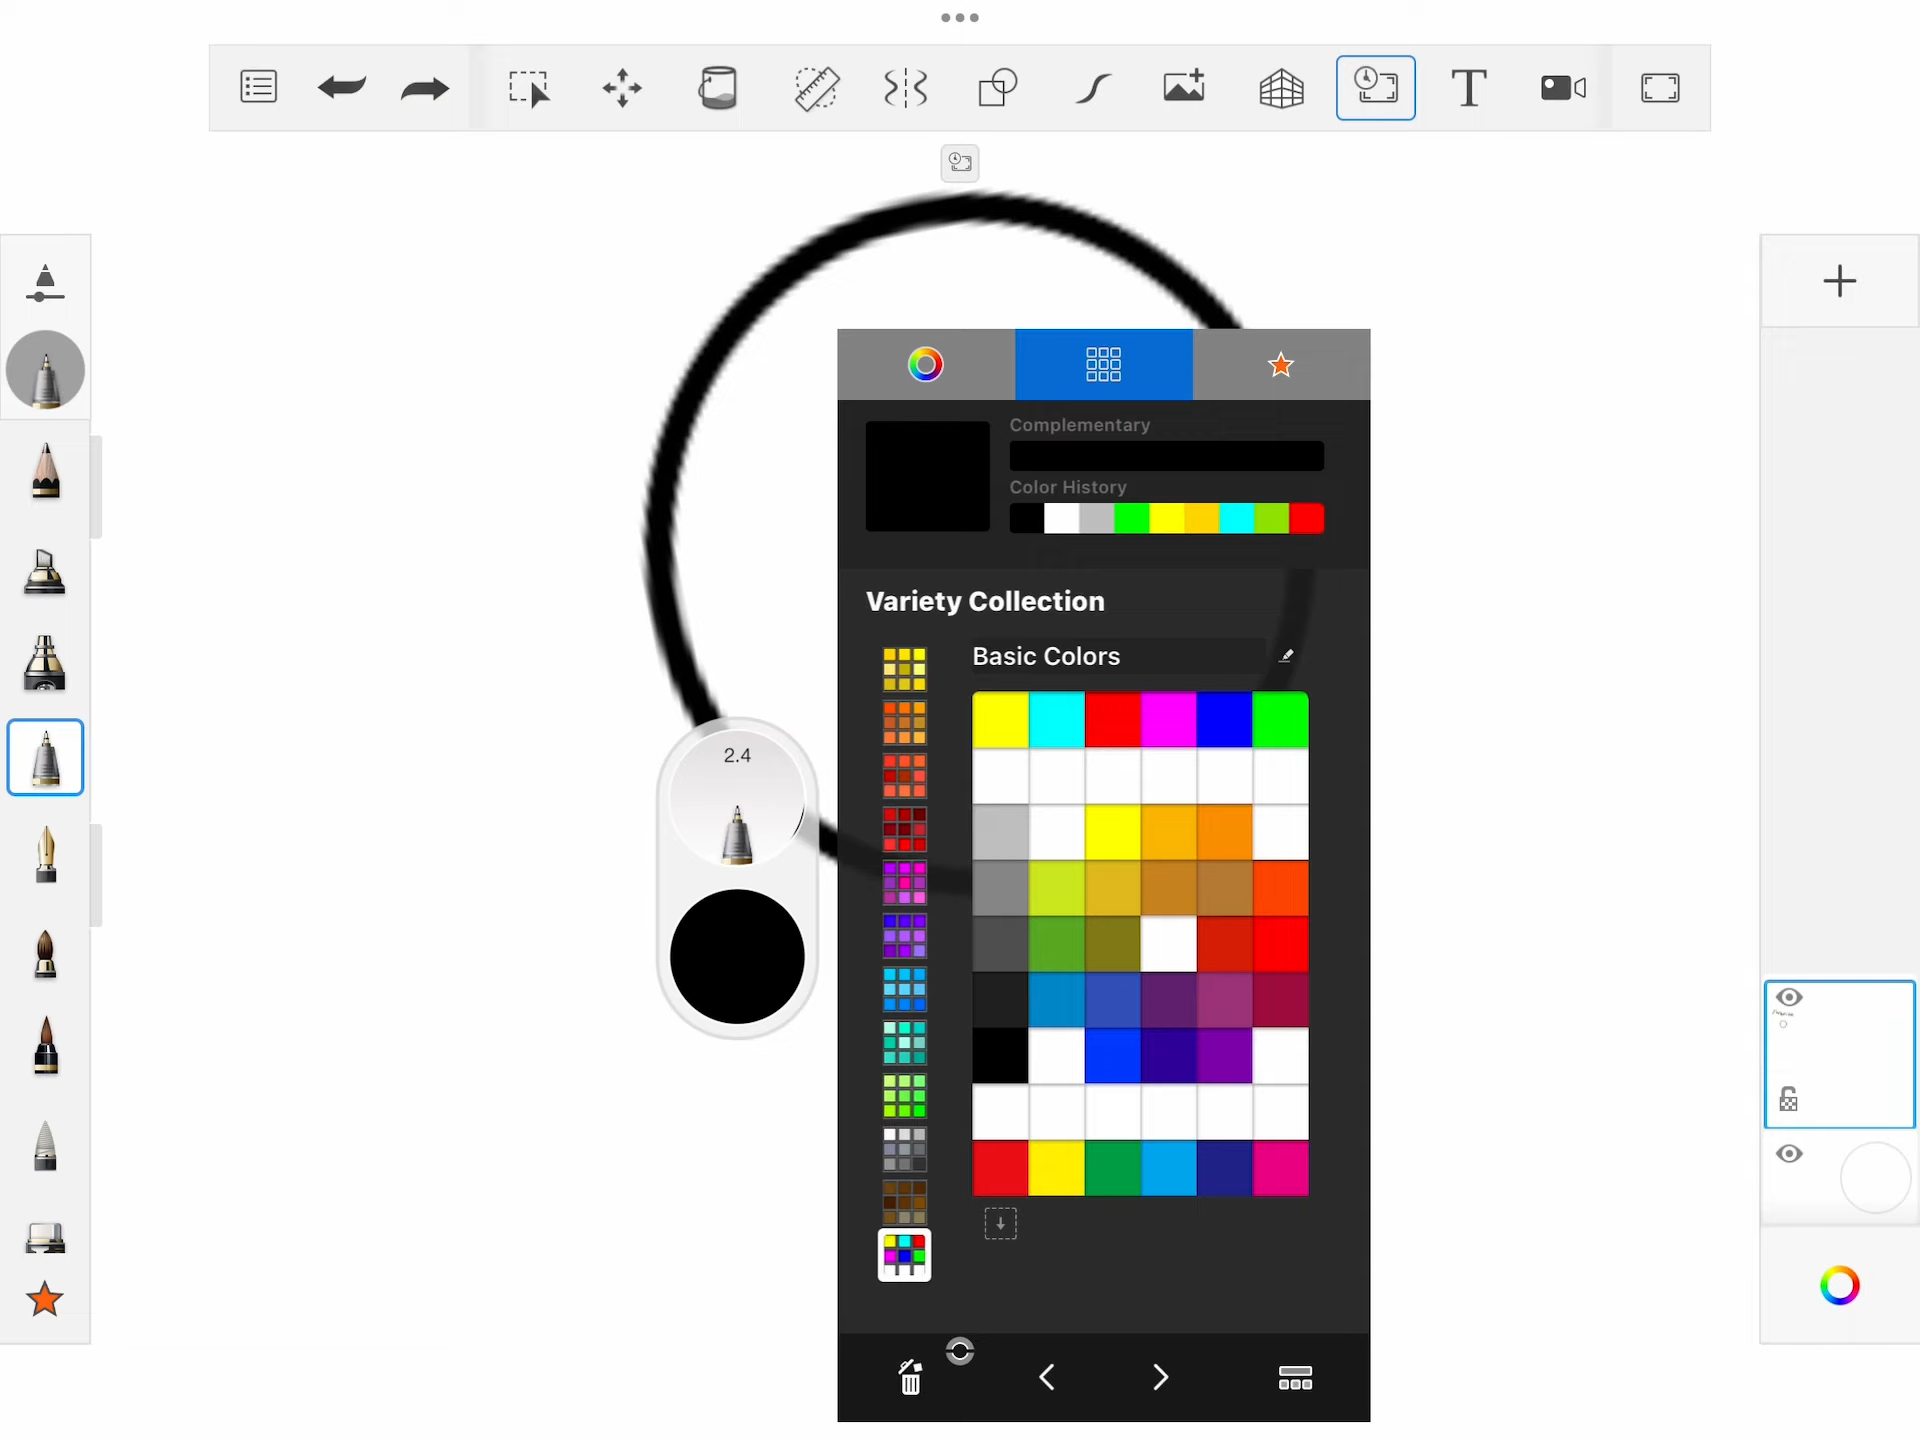 Complementary
Color History
Variety Collection
Basic Colors
2.4